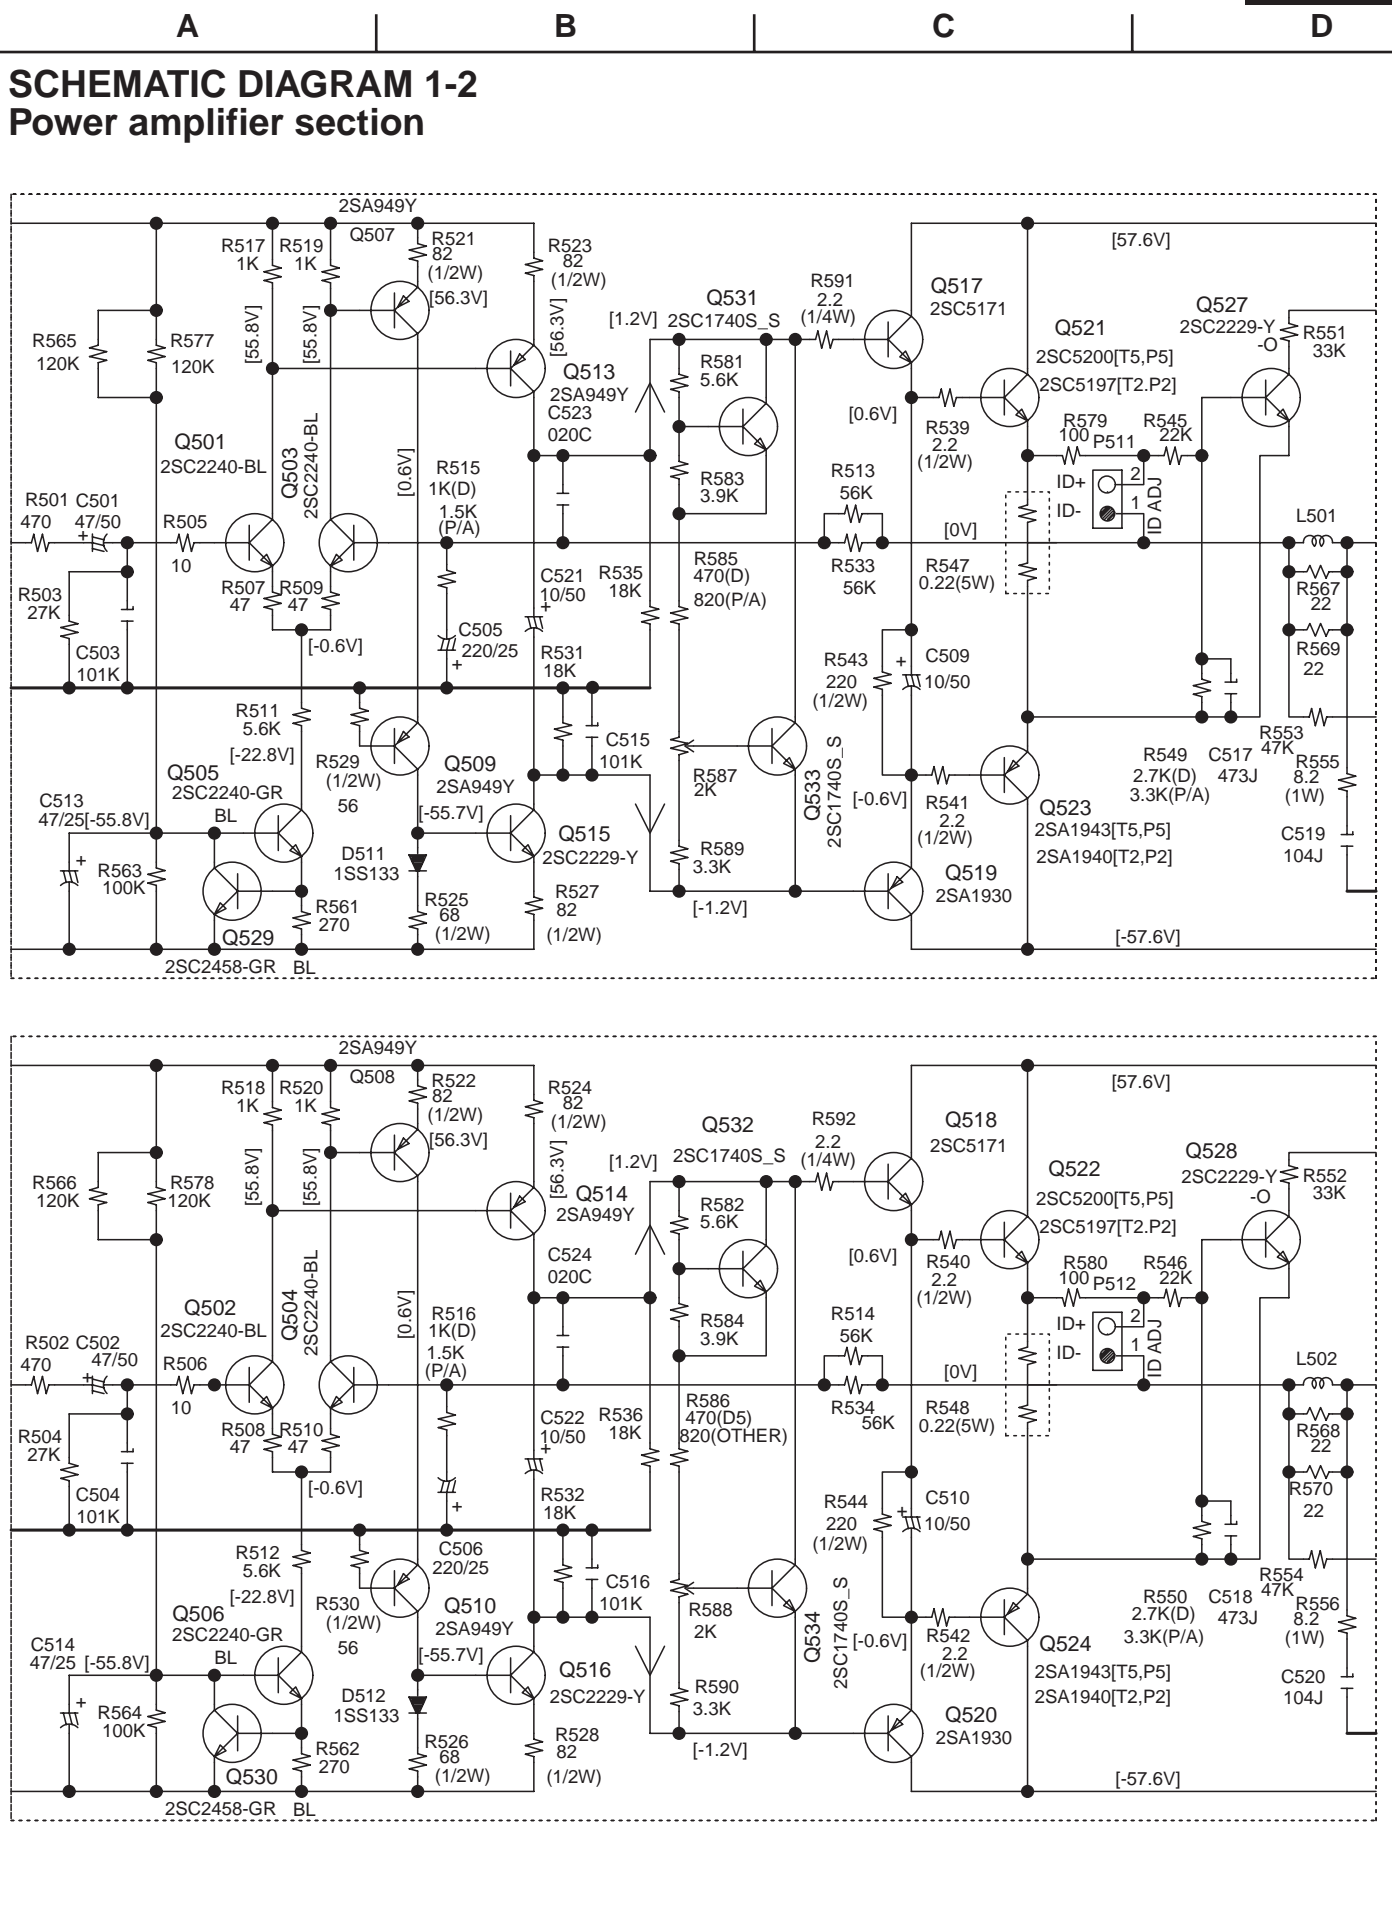 A B C D
SCHEMATIC DIAGRAM 1-2
Power amplifier section
2SA949Y
Q507
R517
1K
R519
1K
R521
82
(1/2W)
[56.3V]
R523
82
(1/2W)
[57.6V]
R565
120K
R577
120K
[55.8V]
[55.8V]
[56.3V]
[1.2V]
Q531
2SC1740S_S
R591
2.2
(1/4W)
Q517
2SC5171
Q527
2SC2229-Y
-O
R551
33K
Q521
2SC5200[T5,P5]
2SC5197[T2.P2]
R581
5.6K
Q513
2SA949Y
C523
020C
[0.6V]
R539
2.2
(1/2W)
R579
100
P511
R545
22K
Q501
2SC2240-BL
Q503
2SC2240-BL
[0.6V]
R515
1K(D)
1.5K
(P/A)
R583
3.9K
R513
56K
ID+
ID-
2
1
ID ADJ
R501
470
C501
47/50
+
R505
10
[0V]
L501
R503
27K
R507
47
R509
47
C521
10/50
+
R535
18K
R585
470(D)
820(P/A)
R533
56K
R547
0.22(5W)
R567
22
C503
101K
[-0.6V]
C505
220/25
+
R531
18K
R543
220
(1/2W)
+
C509
10/50
R569
22
R511
5.6K
[-22.8V]
R529
(1/2W)
56
Q509
2SA949Y
C515
101K
R587
2K
Q533
2SC1740S_S
[-0.6V]
R541
2.2
(1/2W)
R549
2.7K(D)
3.3K(P/A)
C517
473J
R553
47K
R555
8.2
(1W)
Q505
2SC2240-GR
BL
C513
47/25
[-55.8V]
+
[-55.7V]
Q515
2SC2229-Y
Q523
2SA1943[T5,P5]
2SA1940[T2,P2]
C519
104J
R563
100K
D511
1SS133
R589
3.3K
Q519
2SA1930
R561
270
R525
68
(1/2W)
R527
82
(1/2W)
[-1.2V]
Q529
2SC2458-GR
BL
[-57.6V]
2SA949Y
Q508
R518
1K
R520
1K
R522
82
(1/2W)
[56.3V]
R524
82
(1/2W)
[57.6V]
R566
120K
R578
120K
[55.8V]
[55.8V]
[56.3V]
[1.2V]
Q532
2SC1740S_S
R592
2.2
(1/4W)
Q518
2SC5171
Q528
2SC2229-Y
-O
R552
33K
Q522
2SC5200[T5,P5]
2SC5197[T2.P2]
R582
5.6K
Q514
2SA949Y
C524
020C
[0.6V]
R540
2.2
(1/2W)
R580
100
P512
R546
22K
Q502
2SC2240-BL
Q504
2SC2240-BL
[0.6V]
R516
1K(D)
1.5K
(P/A)
R584
3.9K
R514
56K
ID+
ID-
2
1
ID ADJ
R502
470
C502
47/50
+
R506
10
[0V]
L502
R504
27K
R508
47
R510
47
C522
10/50
+
R536
18K
R586
470(D5)
820(OTHER)
R534
56K
R548
0.22(5W)
R568
22
C504
101K
[-0.6V]
+
C506
220/25
R532
18K
R544
220
(1/2W)
+
C510
10/50
R570
22
R512
5.6K
[-22.8V]
R530
(1/2W)
56
Q510
2SA949Y
C516
101K
R588
2K
Q534
2SC1740S_S
[-0.6V]
R542
2.2
(1/2W)
R550
2.7K(D)
3.3K(P/A)
C518
473J
R554
47K
R556
8.2
(1W)
Q506
2SC2240-GR
BL
C514
47/25
[-55.8V]
+
[-55.7V]
Q516
2SC2229-Y
Q524
2SA1943[T5,P5]
2SA1940[T2,P2]
C520
104J
R564
100K
D512
1SS133
R590
3.3K
Q520
2SA1930
R562
270
R526
68
(1/2W)
R528
82
(1/2W)
[-1.2V]
Q530
2SC2458-GR
BL
[-57.6V]